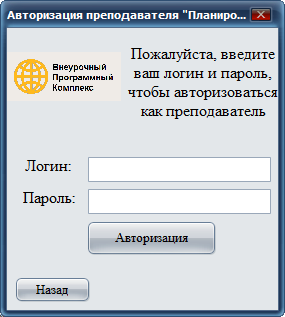 Авторизация преподавателя "Планиро...
Внеурочный
Программный
Комплекс
Пожалуйста, введите
ваш логин и пароль,
чтобы авторизоваться
как преподаватель
Логин:
Пароль:
Авторизация
Назад